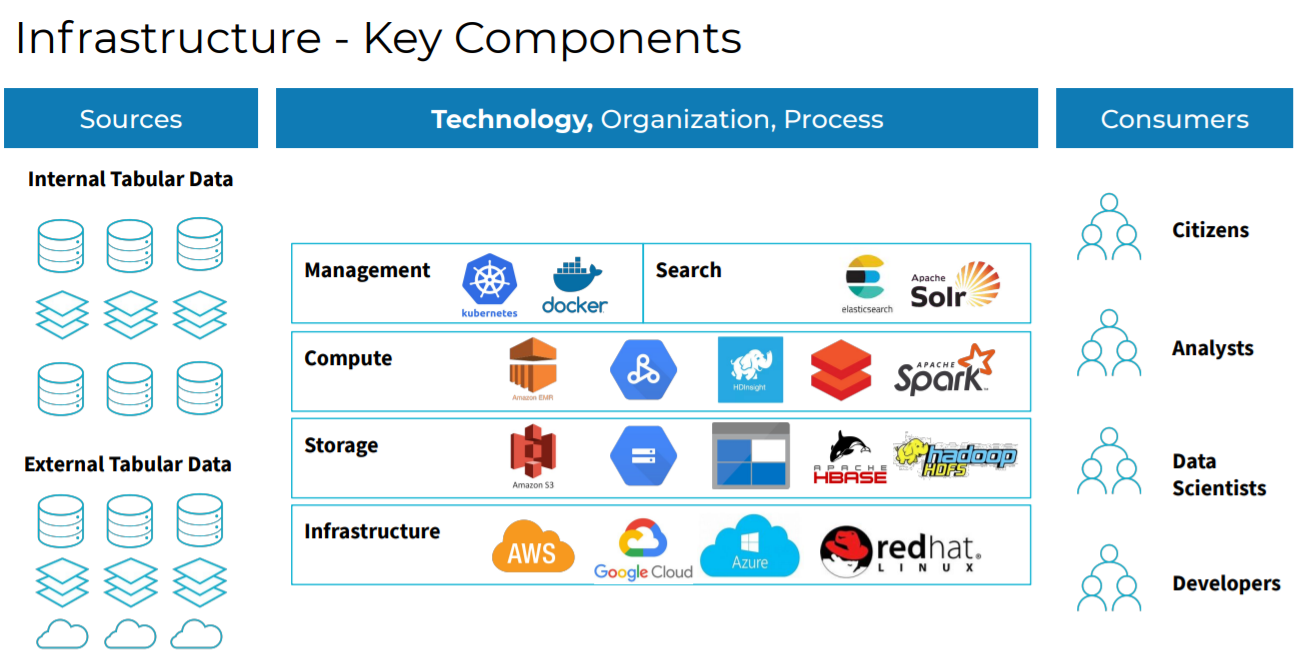 Infrastructure - Key Components
Sources
Technology, Organization, Process
Consumers
Internal Tabular Data
External Tabular Data
Management
kubernetes
docker
Search
elasticsearch
Apache
Solr
Compute
Amazon EMR
HDInsight
APACHE
Spark™
Storage
Amazon S3
APACHE
HBASE
hadoop
HDFS
Infrastructure
AWS
Google Cloud
Azure
redhat.
LINUX
Citizens
Analysts
Data
Scientists
Developers